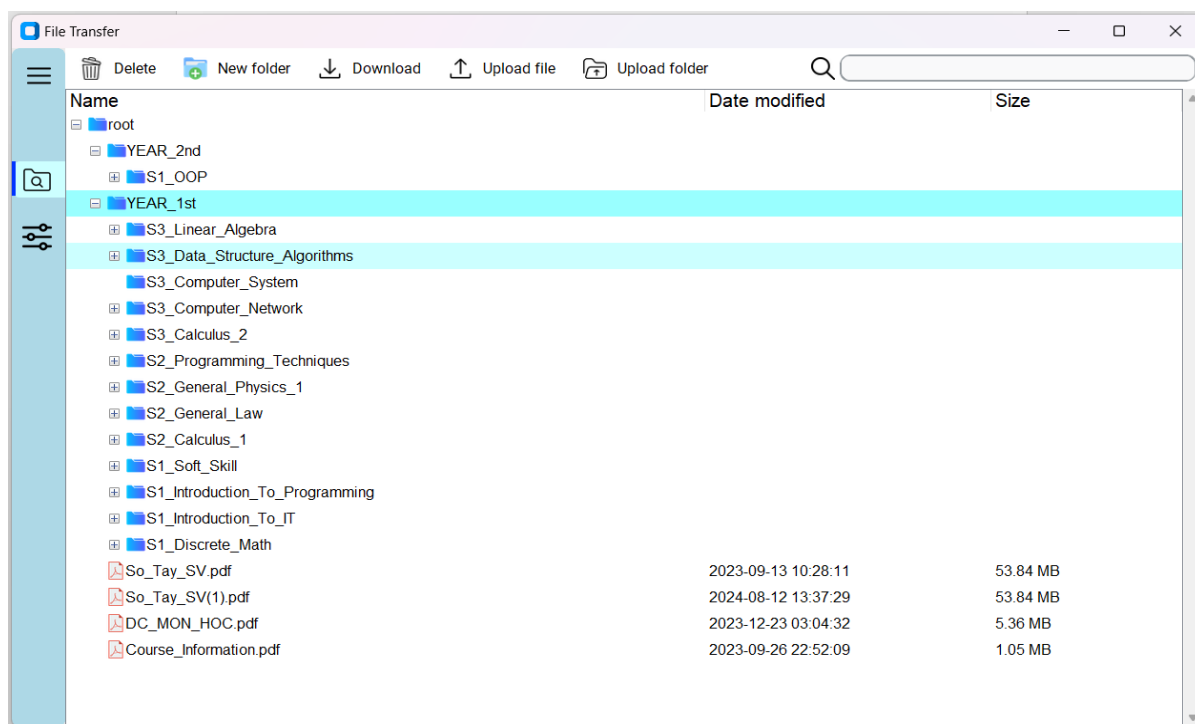 File Transfer
Delete New folder Download Upload file Upload folder
Name Date modified Size
root
YEAR_2nd
S1_OOP
YEAR_1st
S3_Linear_Algebra
S3_Data_Structure_Algorithms
S3_Computer_System
S3_Computer_Network
S3_Calculus_2
S2_Programming_Techniques
S2_General_Physics_1
S2_General_Law
S2_Calculus_1
S1_Soft_Skill
S1_Introduction_To_Programming
S1_Introduction_To_IT
S1_Discrete_Math
So_Tay_SV.pdf 2023-09-13 10:28:11 53.84 MB
So_Tay_SV(1).pdf 2024-08-12 13:37:29 53.84 MB
DC_MON_HOC.pdf 2023-12-23 03:04:32 5.36 MB
Course_Information.pdf 2023-09-26 22:52:09 1.05 MB